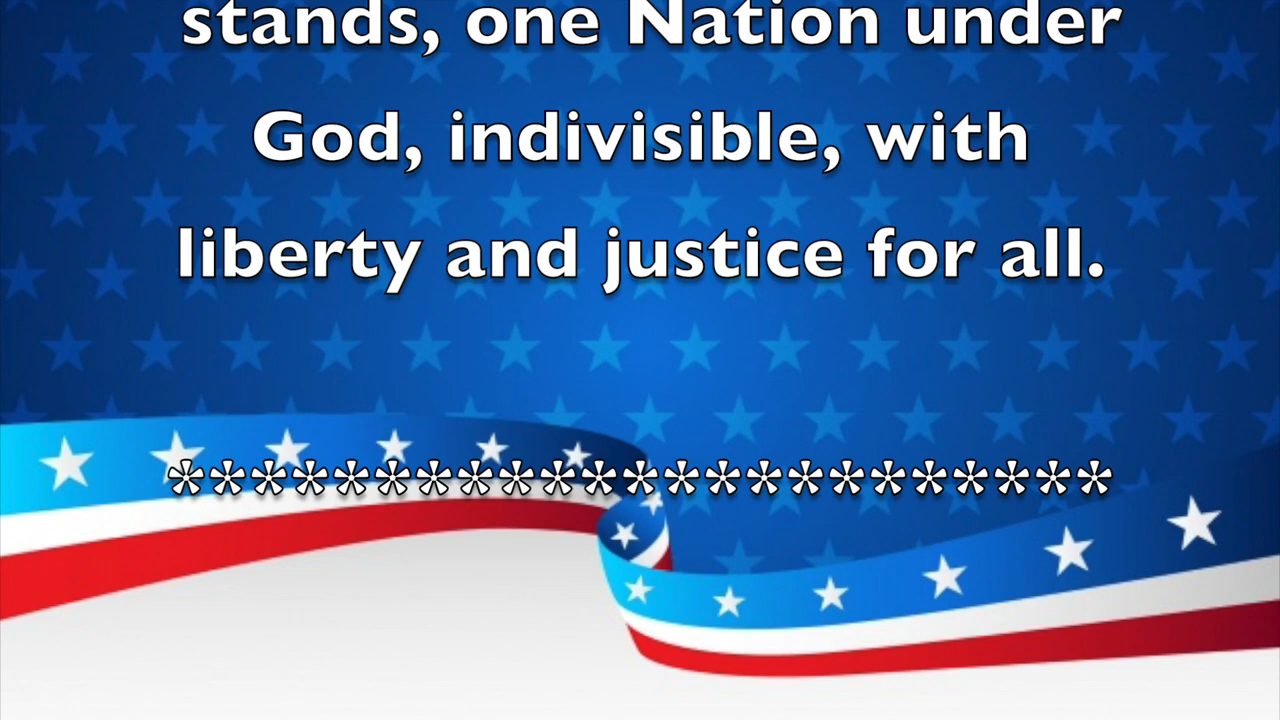 stands, one Nation under
God, indivisible, with
liberty and justice for all.
***********************